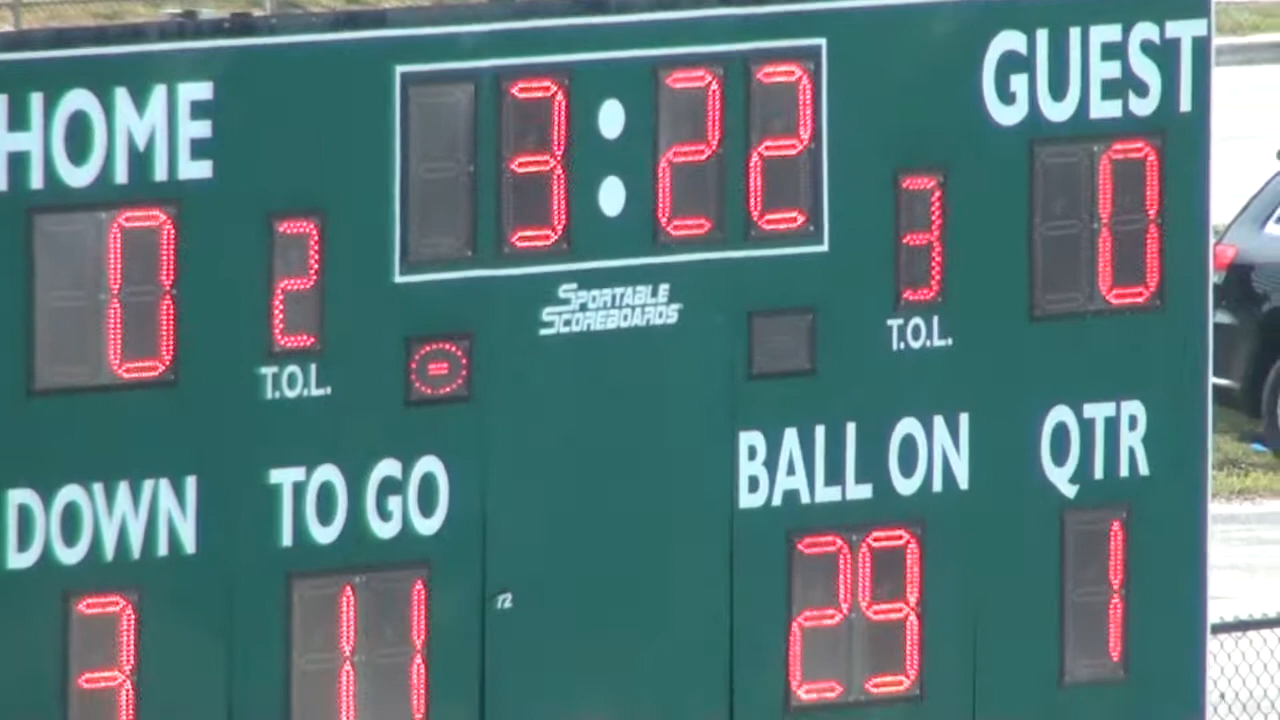 HOME 3:22 GUEST
0 2 3 0
T.O.L. SPORTABLE SCOREBOARDS T.O.L.
DOWN TO GO BALL ON QTR
3 11 29 1
72